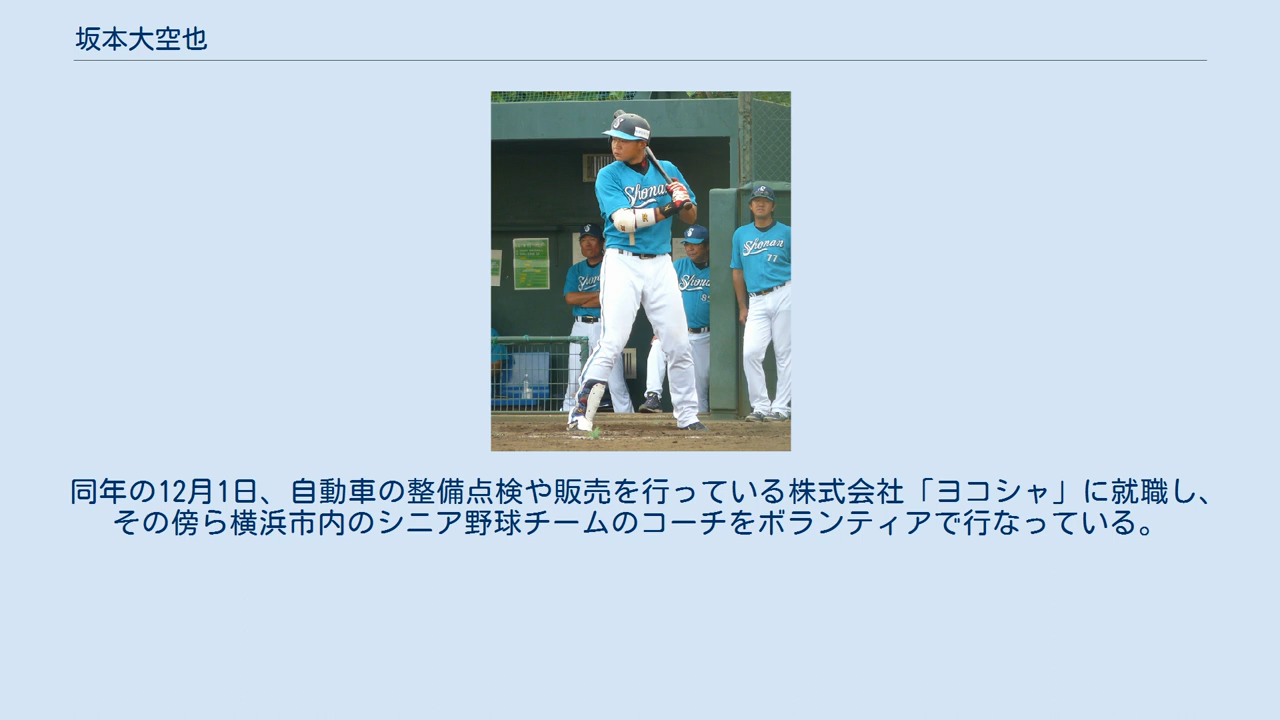 坂本大空也
Shonan
Shonan
77
同年の12月1日、自動車の整備点検や販売を行っている株式会社「ヨコシャ」に就職し、
その傍ら横浜市内のシニア野球チームのコーチをボランティアで行なっている。